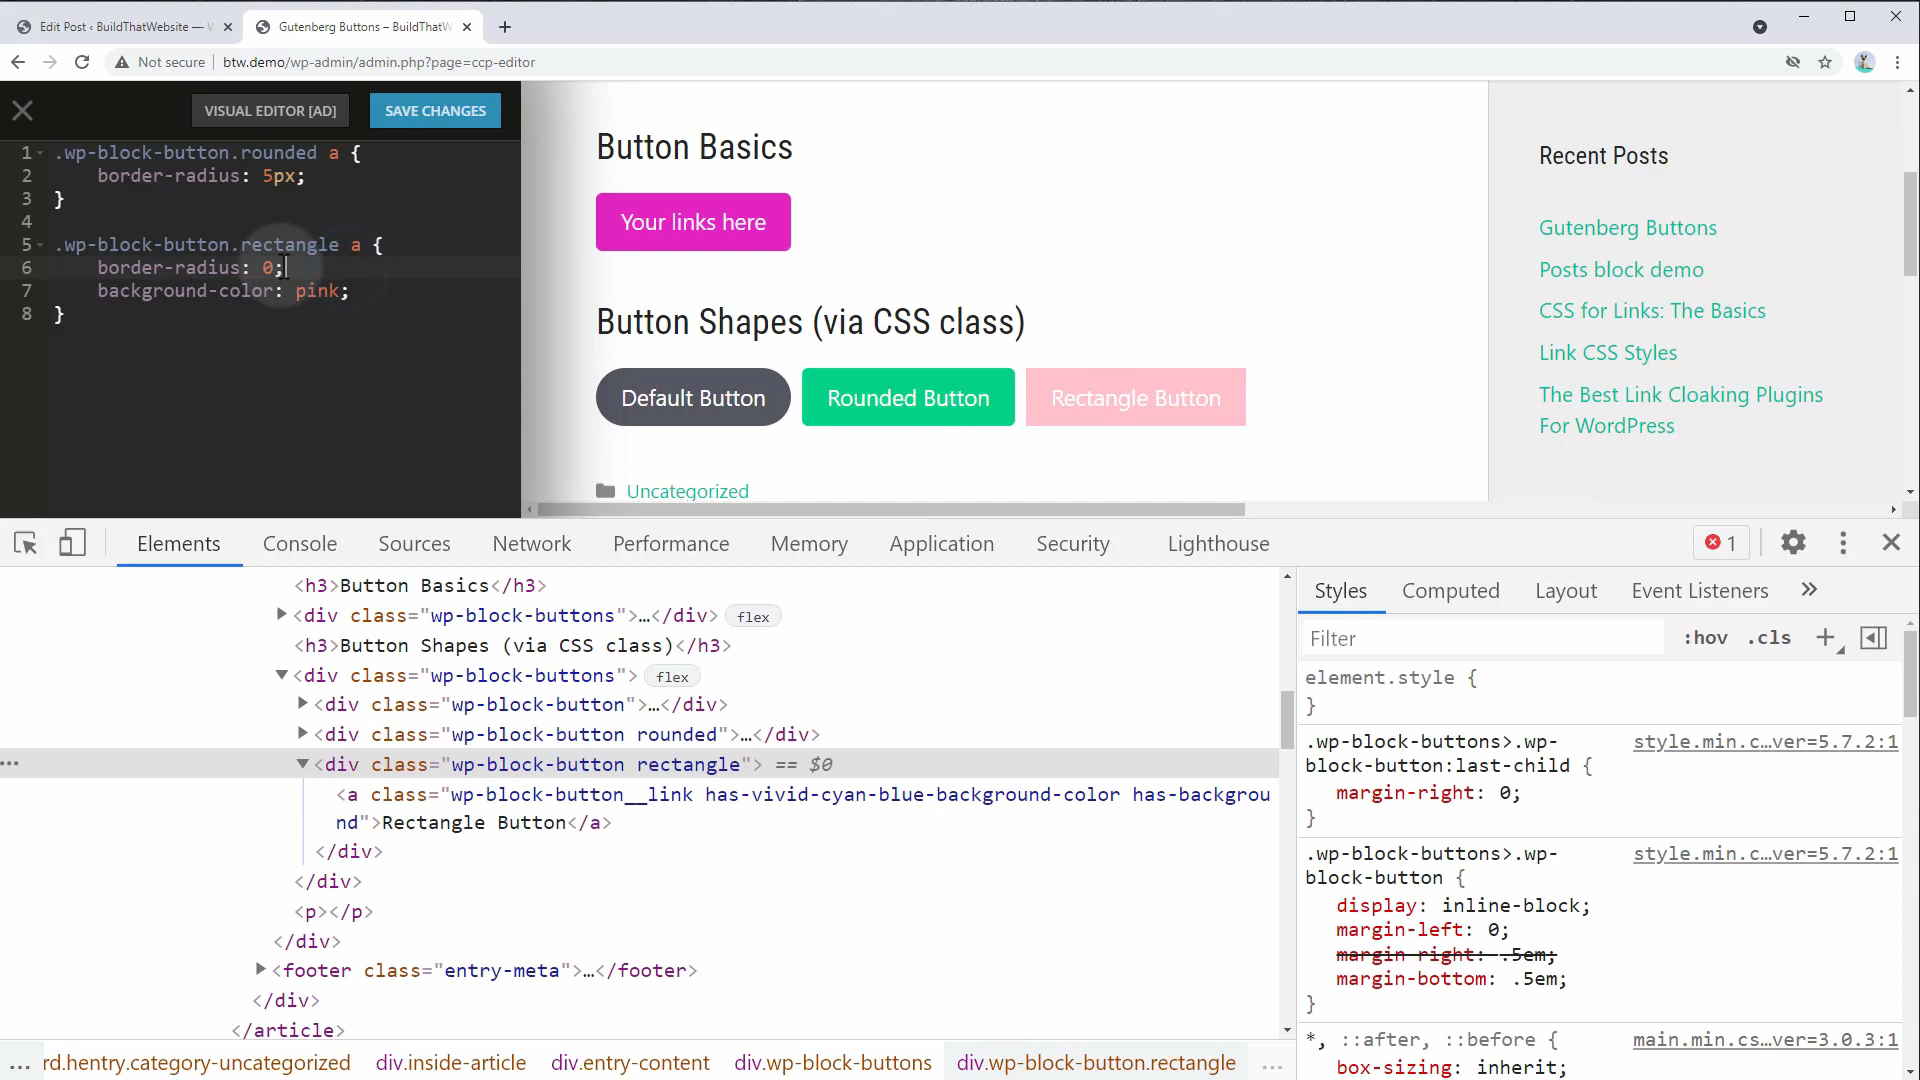 Edit Post ‹ BuildThatWebsite —
Gutenberg Buttons – BuildThatW
Not secure
btw.demo/wp-admin/admin.php?page=ccp-editor
VISUAL EDITOR [AD]
SAVE CHANGES
1 .wp-block-button.rounded a {
2 border-radius: 5px;
3 }
4
5 .wp-block-button.rectangle a {
6 border-radius: 0;
7 background-color: pink;
8 }
Button Basics
Your links here
Button Shapes (via CSS class)
Default Button
Rounded Button
Rectangle Button
Uncategorized
Recent Posts
Gutenberg Buttons
Posts block demo
CSS for Links: The Basics
Link CSS Styles
The Best Link Cloaking Plugins
For WordPress
Elements Console Sources Network Performance Memory Application Security Lighthouse
1
<h3>Button Basics</h3>
<div class="wp-block-buttons">…</div> flex
<h3>Button Shapes (via CSS class)</h3>
<div class="wp-block-buttons"> flex
<div class="wp-block-button">…</div>
<div class="wp-block-button rounded">…</div>
<div class="wp-block-button rectangle"> == $0
<a class="wp-block-button__link has-vivid-cyan-blue-background-color has-backgrou
nd">Rectangle Button</a>
</div>
</div>
<p></p>
</div>
<footer class="entry-meta">…</footer>
</div>
</article>
... rd.hentry.category-uncategorized div.inside-article div.entry-content div.wp-block-buttons div.wp-block-button.rectangle ...
Styles Computed Layout Event Listeners
Filter
:hov .cls
element.style {
}
.wp-block-buttons>.wp- style.min.c…ver=5.7.2:1
block-button:last-child {
margin-right: 0;
}
.wp-block-buttons>.wp- style.min.c…ver=5.7.2:1
block-button {
display: inline-block;
margin-left: 0;
margin-right: .5em;
margin-bottom: .5em;
}
*, ::after, ::before { main.min.cs…ver=3.0.3:1
box-sizing: inherit;